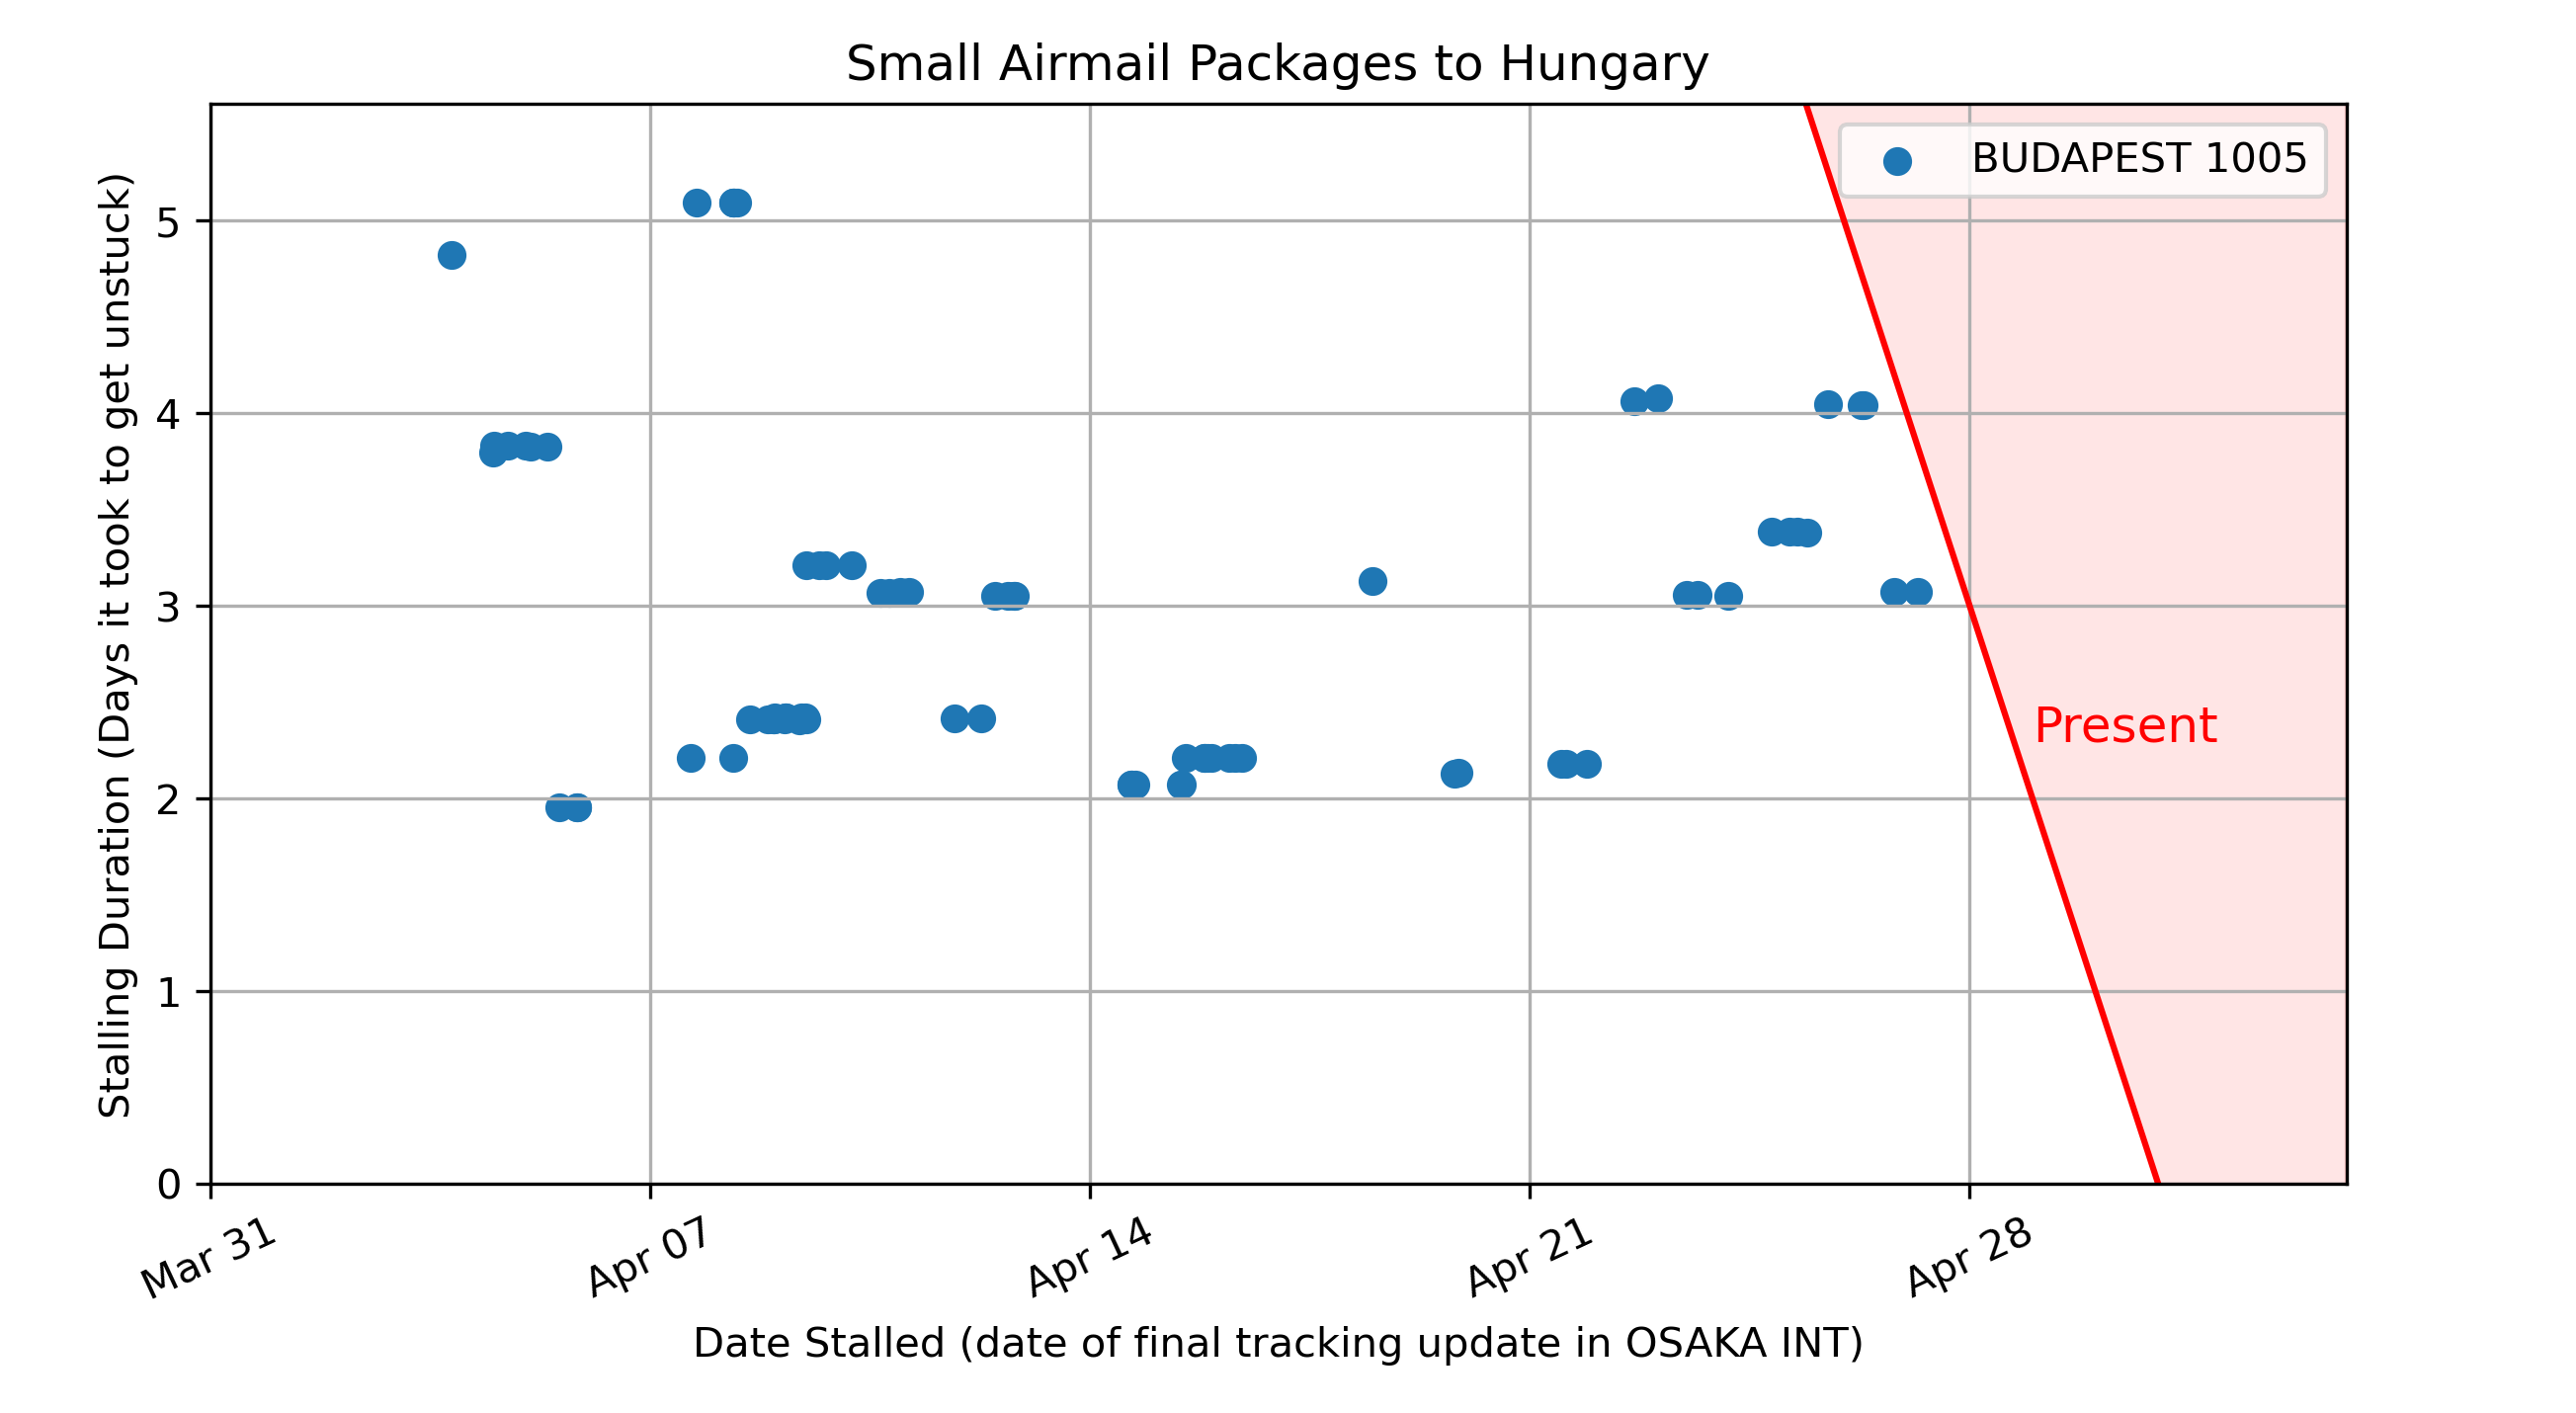 Small Airmail Packages to Hungary
BUDAPEST 1005
Stalling Duration (Days it took to get unstuck)
5
4
3
2
1
0
Present
Mar 31
Apr 07
Apr 14
Apr 21
Apr 28
Date Stalled (date of final tracking update in OSAKA INT)